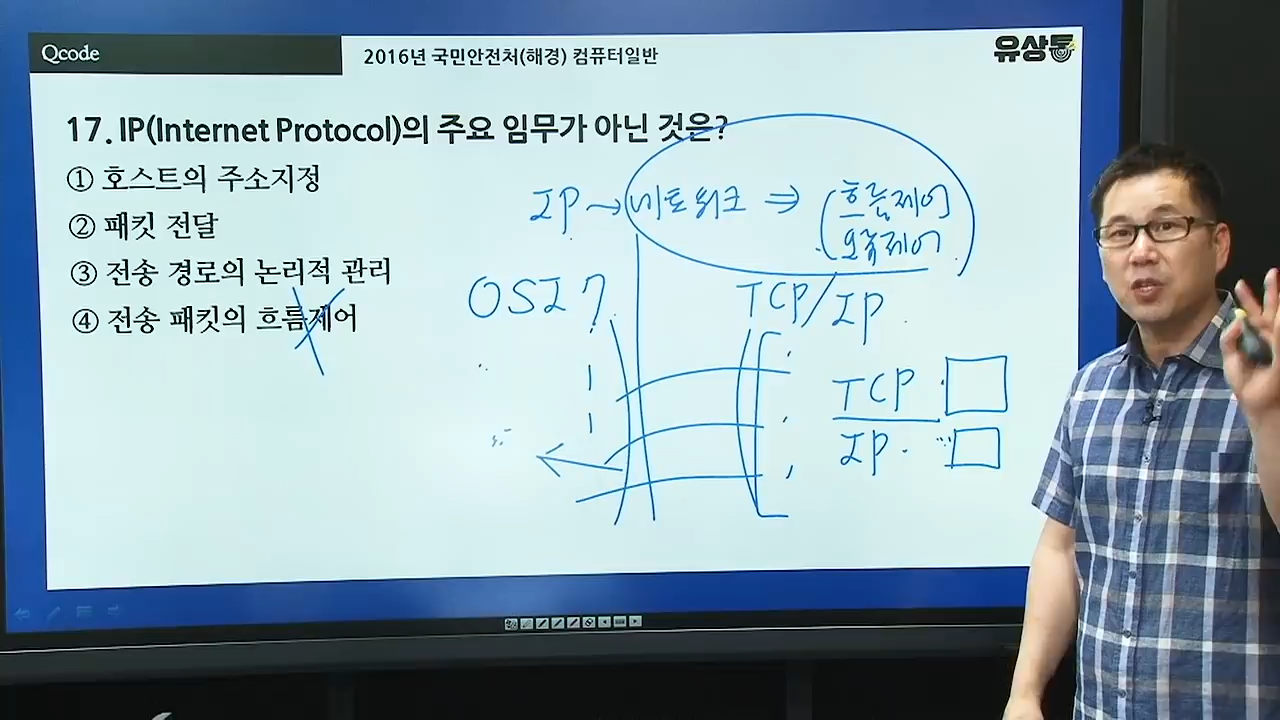 Qcode
2016년 국민안전처(해경) 컴퓨터일반
유상통
17. IP(Internet Protocol)의 주요 임무가 아닌 것은?
① 호스트의 주소지정
② 패킷 전달
③ 전송 경로의 논리적 관리
④ 전송 패킷의 흐름제어
IP → 네트워크 ⇒ (흐름제어
오류제어
OSI 7
TCP/IP
TCP
IP